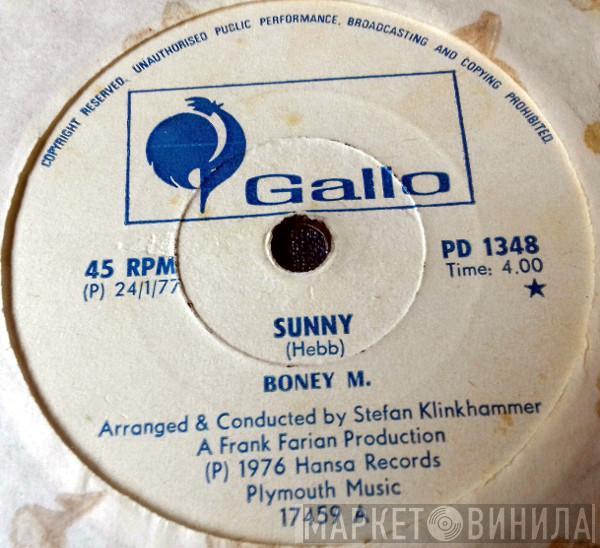 COPYRIGHT RESERVED. UNAUTHORISED PUBLIC PERFORMANCE, BROADCASTING AND COPYING PROHIBITED.
Gallo
45 RPM
(P) 24/1/77
PD 1348
Time: 4.00
SUNNY
(Hebb)
BONEY M.
Arranged & Conducted by Stefan Klinkhammer
A Frank Farian Production
(P) 1976 Hansa Records
Plymouth Music
17459 A
МАРКЕТ ВИНИЛА